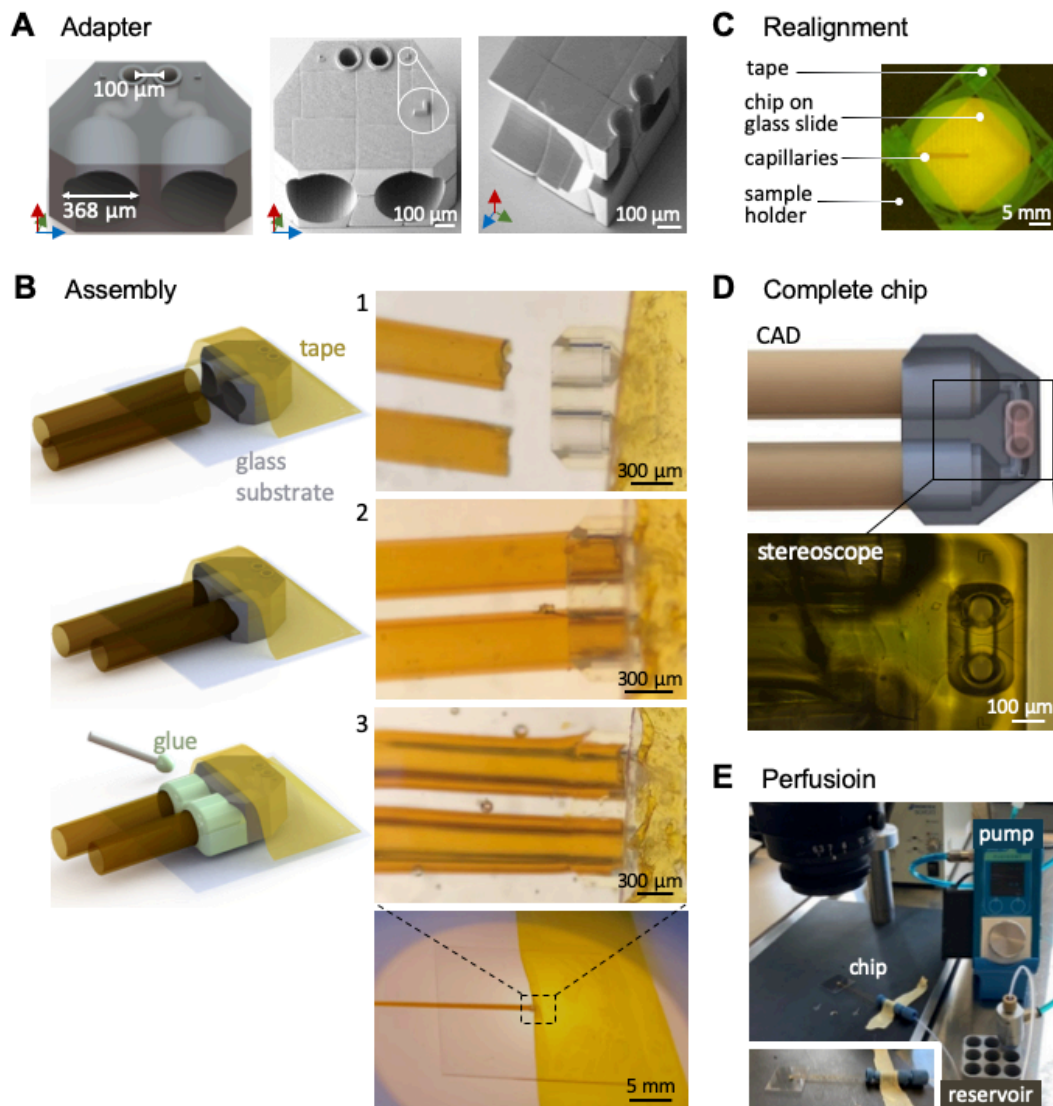 A Adapter
100 µm
368 µm
100 µm
100 µm
C Realignment
tape
chip on
glass slide
capillaries
sample
holder
5 mm
B Assembly
tape
glass
substrate
glue
1
300 µm
2
300 µm
3
300 µm
5 mm
D Complete chip
CAD
stereoscope
100 µm
E Perfusioin
pump
chip
reservoir